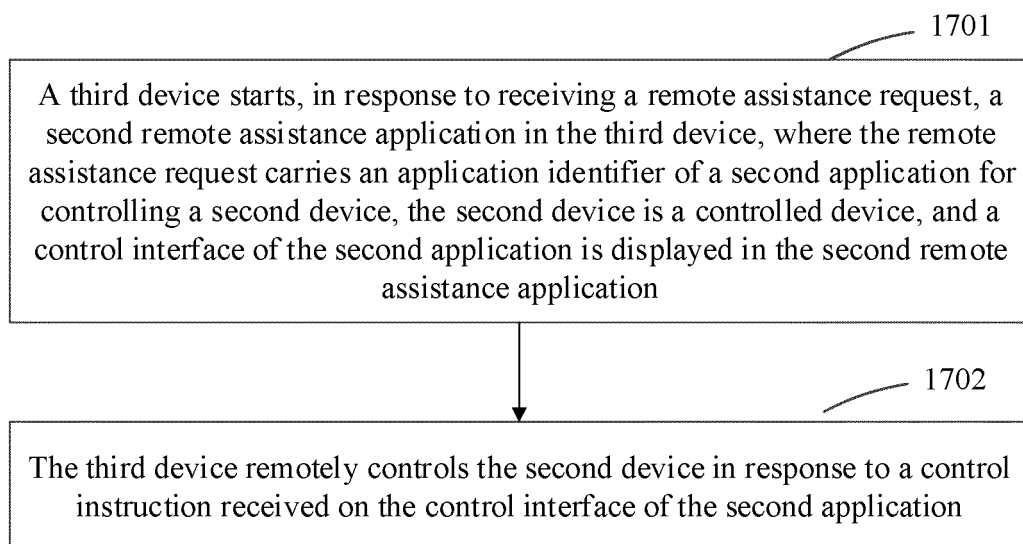 1701
A third device starts, in response to receiving a remote assistance request, a
second remote assistance application in the third device, where the remote
assistance request carries an application identifier of a second application for
controlling a second device, the second device is a controlled device, and a
control interface of the second application is displayed in the second remote
assistance application
1702
The third device remotely controls the second device in response to a control
instruction received on the control interface of the second application